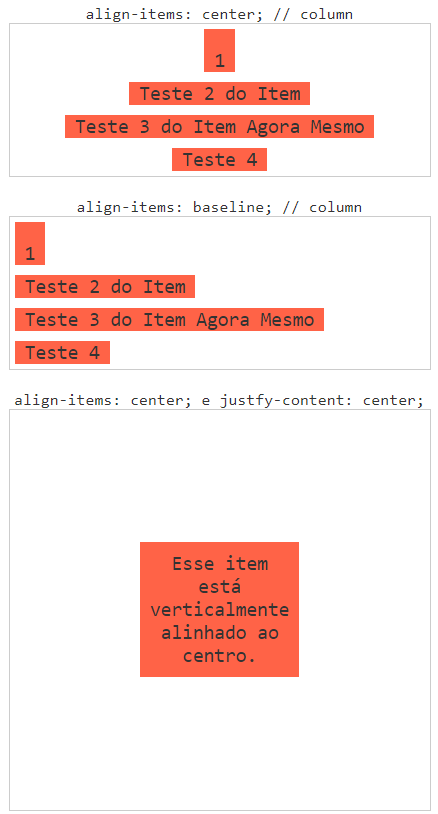 align-items: center; // column
1
Teste 2 do Item
Teste 3 do Item Agora Mesmo
Teste 4
align-items: baseline; // column
1
Teste 2 do Item
Teste 3 do Item Agora Mesmo
Teste 4
align-items: center; e justfy-content: center;
Esse item
está
verticalmente
alinhado ao
centro.